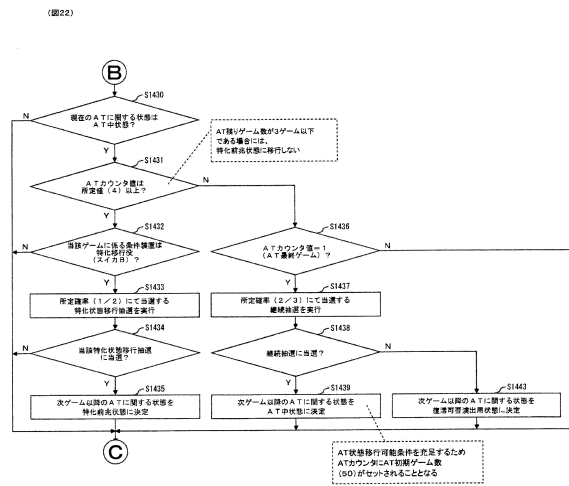 (図22)
B
S1430
現在のATに関する状態は
AT中状態?
N
Y
AT残りゲーム数が3ゲーム以下
である場合には、
特化前兆状態に移行しない
S1431
ATカウンタ値は
所定値(4)以上?
N
Y
S1432
当該ゲームに係る条件装置は
特化移行役
(スイカB)?
N
Y
S1436
ATカウンタ値=1
(AT最終ゲーム)?
N
Y
S1433
所定確率(1/2)にて当選する
特化状態移行抽選を実行
S1437
所定確率(2/3)にて当選する
継続抽選を実行
S1434
当該特化状態移行抽選
に当選?
N
Y
S1438
継続抽選に当選?
N
Y
S1435
次ゲーム以降のATに関する状態を
特化前兆状態に決定
S1439
次ゲーム以降のATに関する状態を
AT中状態に決定
S1443
次ゲーム以降のATに関する状態を
復活可否演出用状態に決定
C
AT状態移行可能条件を充足するため
ATカウンタにAT初期ゲーム数
(50)がセットされることとなる